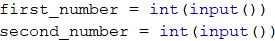 first_number = int(input())
second_number = int(input())